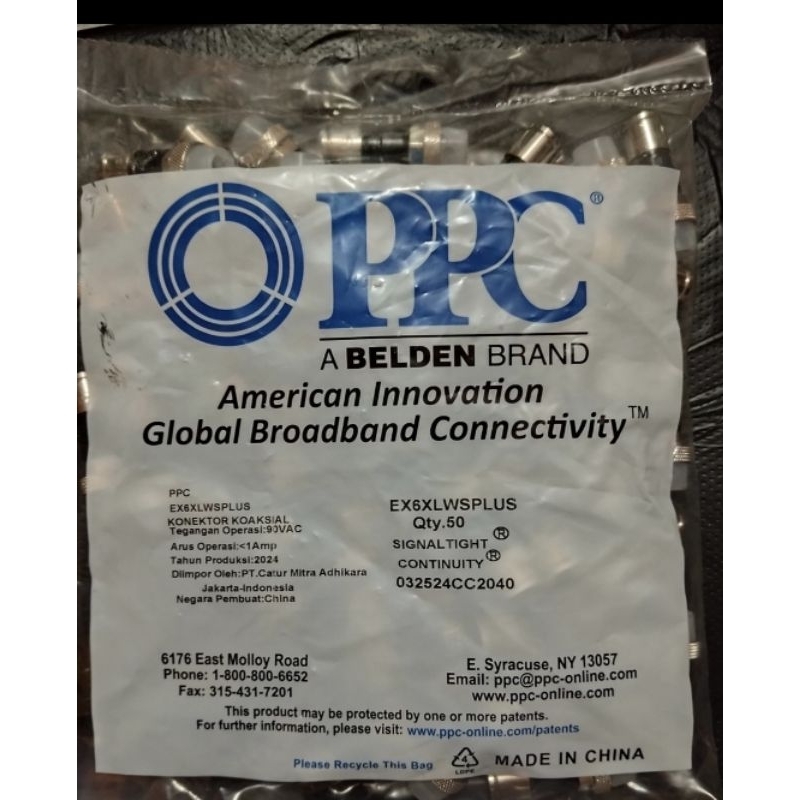 PPC®
A BELDEN BRAND
American Innovation
Global Broadband Connectivity™
PPC
EX6XLWSPLUS
KONEKTOR KOAKSIAL
Tegangan Operasi:90VAC
Arus Operasi:<1Amp
Tahun Produksi:2024
Diimpor Oleh:PT.Catur Mitra Adhikara
Jakarta-Indonesia
Negara Pembuat:China
EX6XLWSPLUS
Qty.50
SIGNALTIGHT®
CONTINUITY®
032524CC2040
6176 East Molloy Road
Phone: 1-800-800-6652
Fax: 315-431-7201
E. Syracuse, NY 13057
Email: ppc@ppc-online.com
www.ppc-online.com
This product may be protected by one or more patents.
For further information, please visit: www.ppc-online.com/patents
Please Recycle This Bag
4
LDPE
MADE IN CHINA